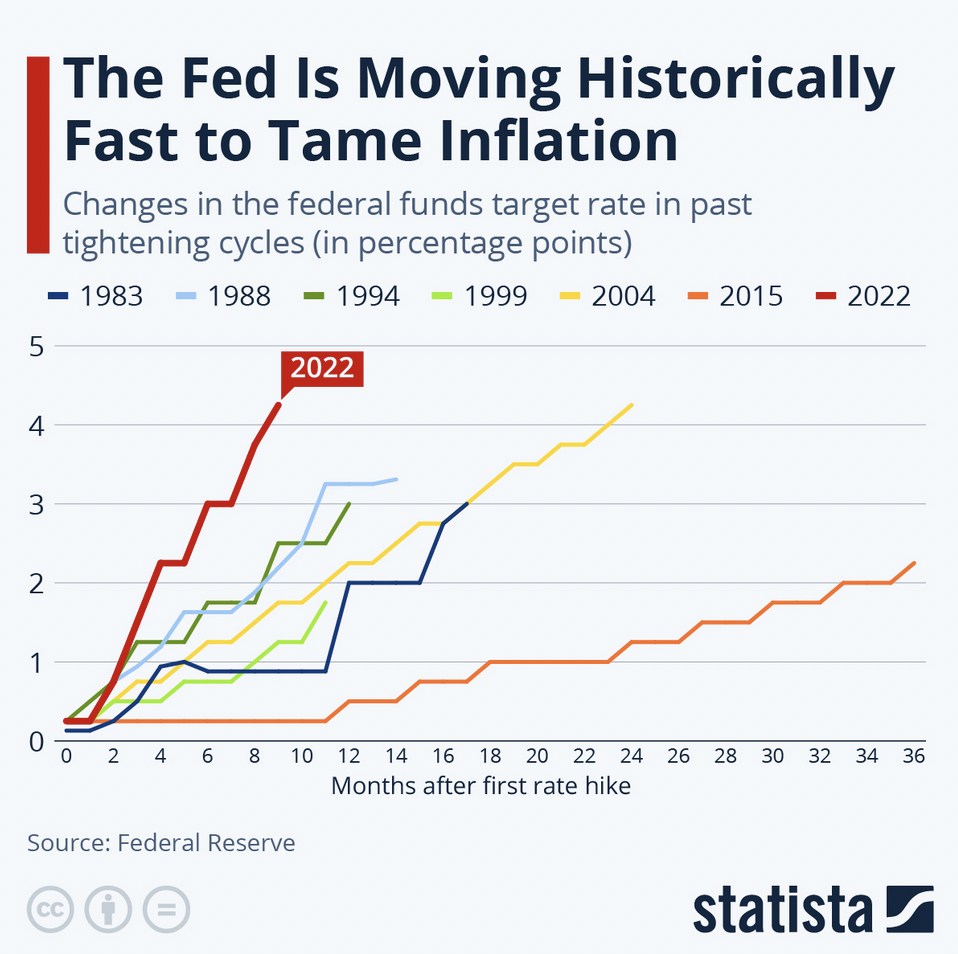 The Fed Is Moving Historically
Fast to Tame Inflation
Changes in the federal funds target rate in past
tightening cycles (in percentage points)
1983 1988 1994 1999 2004 2015 2022
5
2022
4
3
2
1
0
0 2 4 6 8 10 12 14 16 18 20 22 24 26 28 30 32 34 36
Months after first rate hike
Source: Federal Reserve
cc
statista